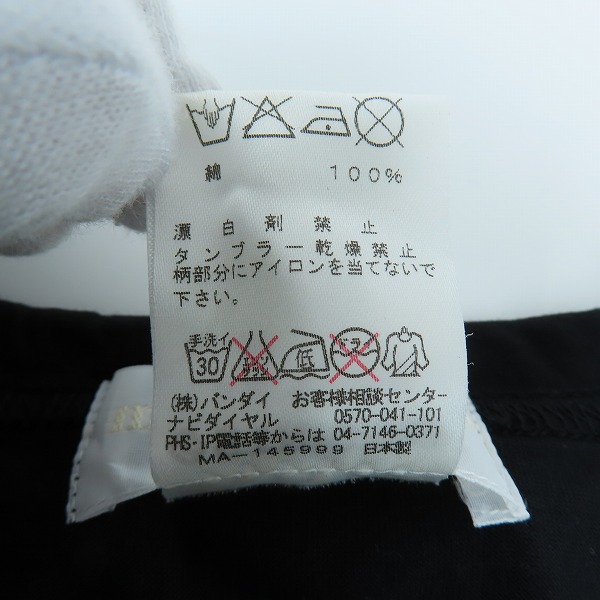 綿 100%
漂白剤禁止
タンブラー乾燥禁止
柄部分にアイロンを当てないで
下さい。
手洗イ 30 低 ドライ
(株)バンダイ お客様相談センター
ナビダイヤル 0570-041-101
PHS・IP電話等からは 04-7146-0371
MA-145999 日本製